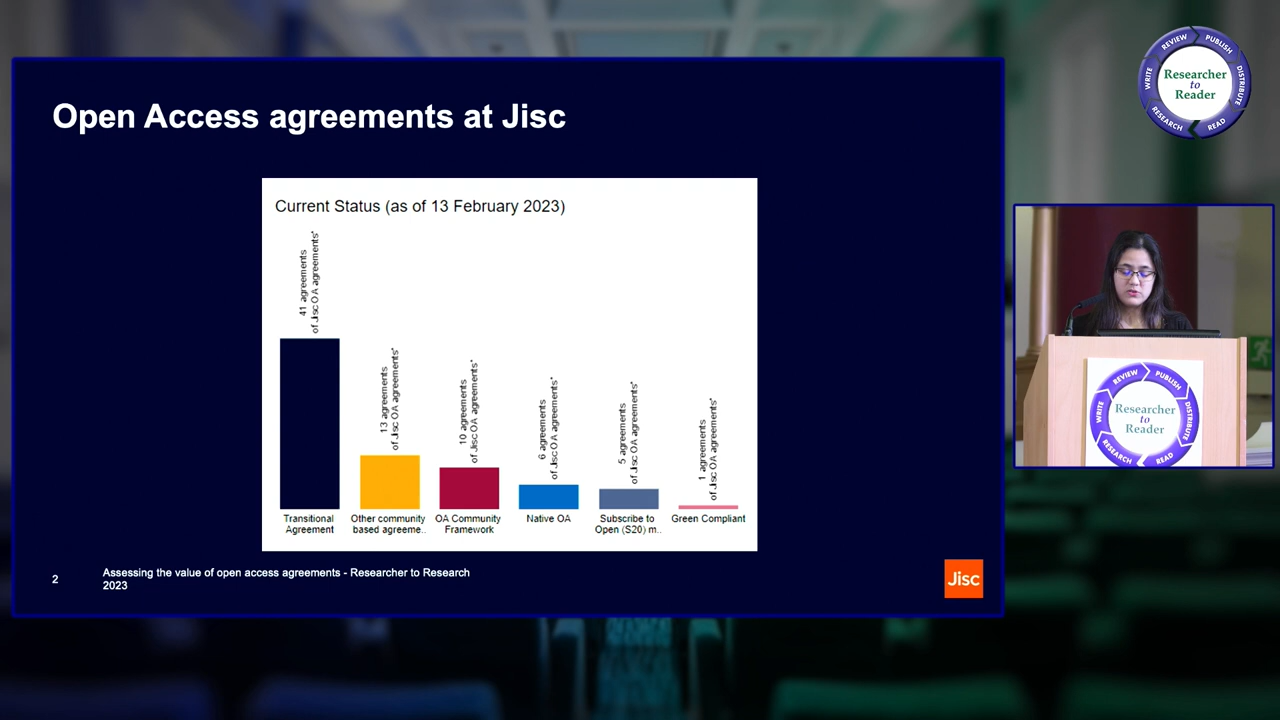 Open Access agreements at Jisc
Current Status (as of 13 February 2023)
41 agreements
of Jisc OA agreements*
13 agreements
of Jisc OA agreements*
10 agreements
of Jisc OA agreements*
6 agreements
of Jisc OA agreements*
5 agreements
of Jisc OA agreements*
1 agreements
of Jisc OA agreements*
Transitional
Agreement
Other community
based agreeme..
OA Community
Framework
Native OA
Subscribe to
Open (S2O) m..
Green Compliant
2
Assessing the value of open access agreements - Researcher to Research
2023
Jisc
REVIEW
PUBLISH
DISTRIBUTE
READ
RESEARCH
WRITE
Researcher
to
Reader
REVIEW
PUBLISH
DISTRIBUTE
READ
RESEARCH
WRITE
Researcher
to
Reader